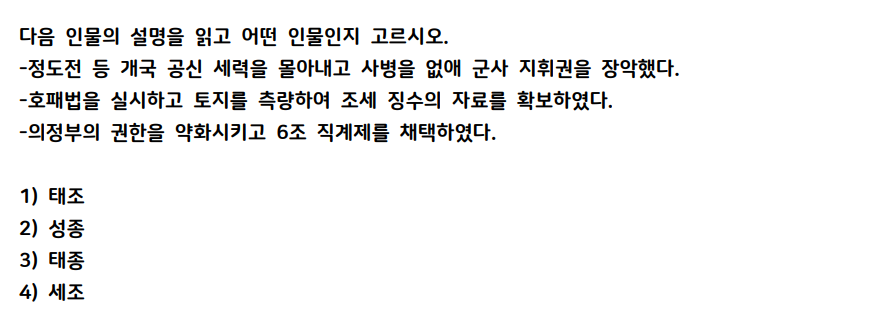 다음 인물의 설명을 읽고 어떤 인물인지 고르시오.
-정도전 등 개국 공신 세력을 몰아내고 사병을 없애 군사 지휘권을 장악했다.
-호패법을 실시하고 토지를 측량하여 조세 징수의 자료를 확보하였다.
-의정부의 권한을 약화시키고 6조 직계제를 채택하였다.
1) 태조
2) 성종
3) 태종
4) 세조